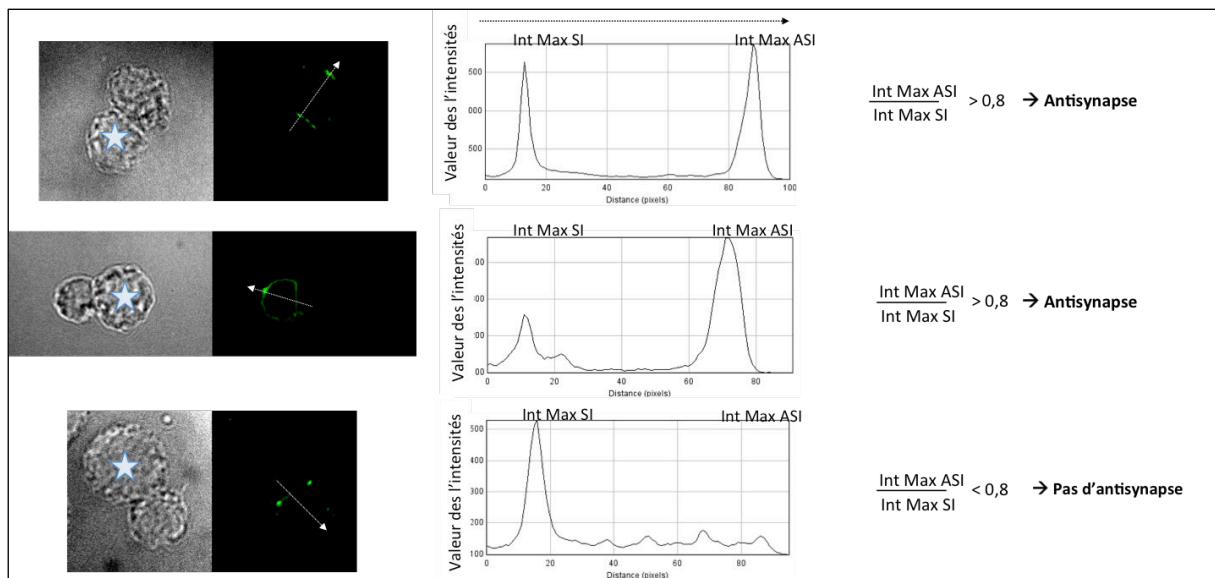 Int Max SI
Int Max ASI
Valeur des l'intensités
500
000
500
0
20
40
60
80
100
Distance (pixels)
Int Max ASI
Int Max SI
> 0,8
→ Antisynapse
Int Max SI
Int Max ASI
Valeur des l'intensités
00
0
20
40
60
80
Distance (pixels)
Int Max ASI
Int Max SI
> 0,8
→ Antisynapse
Int Max SI
Int Max ASI
Valeur des l'intensités
500
400
300
200
100
0
20
40
60
80
Distance (pixels)
Int Max ASI
Int Max SI
< 0,8
→ Pas d'antisynapse